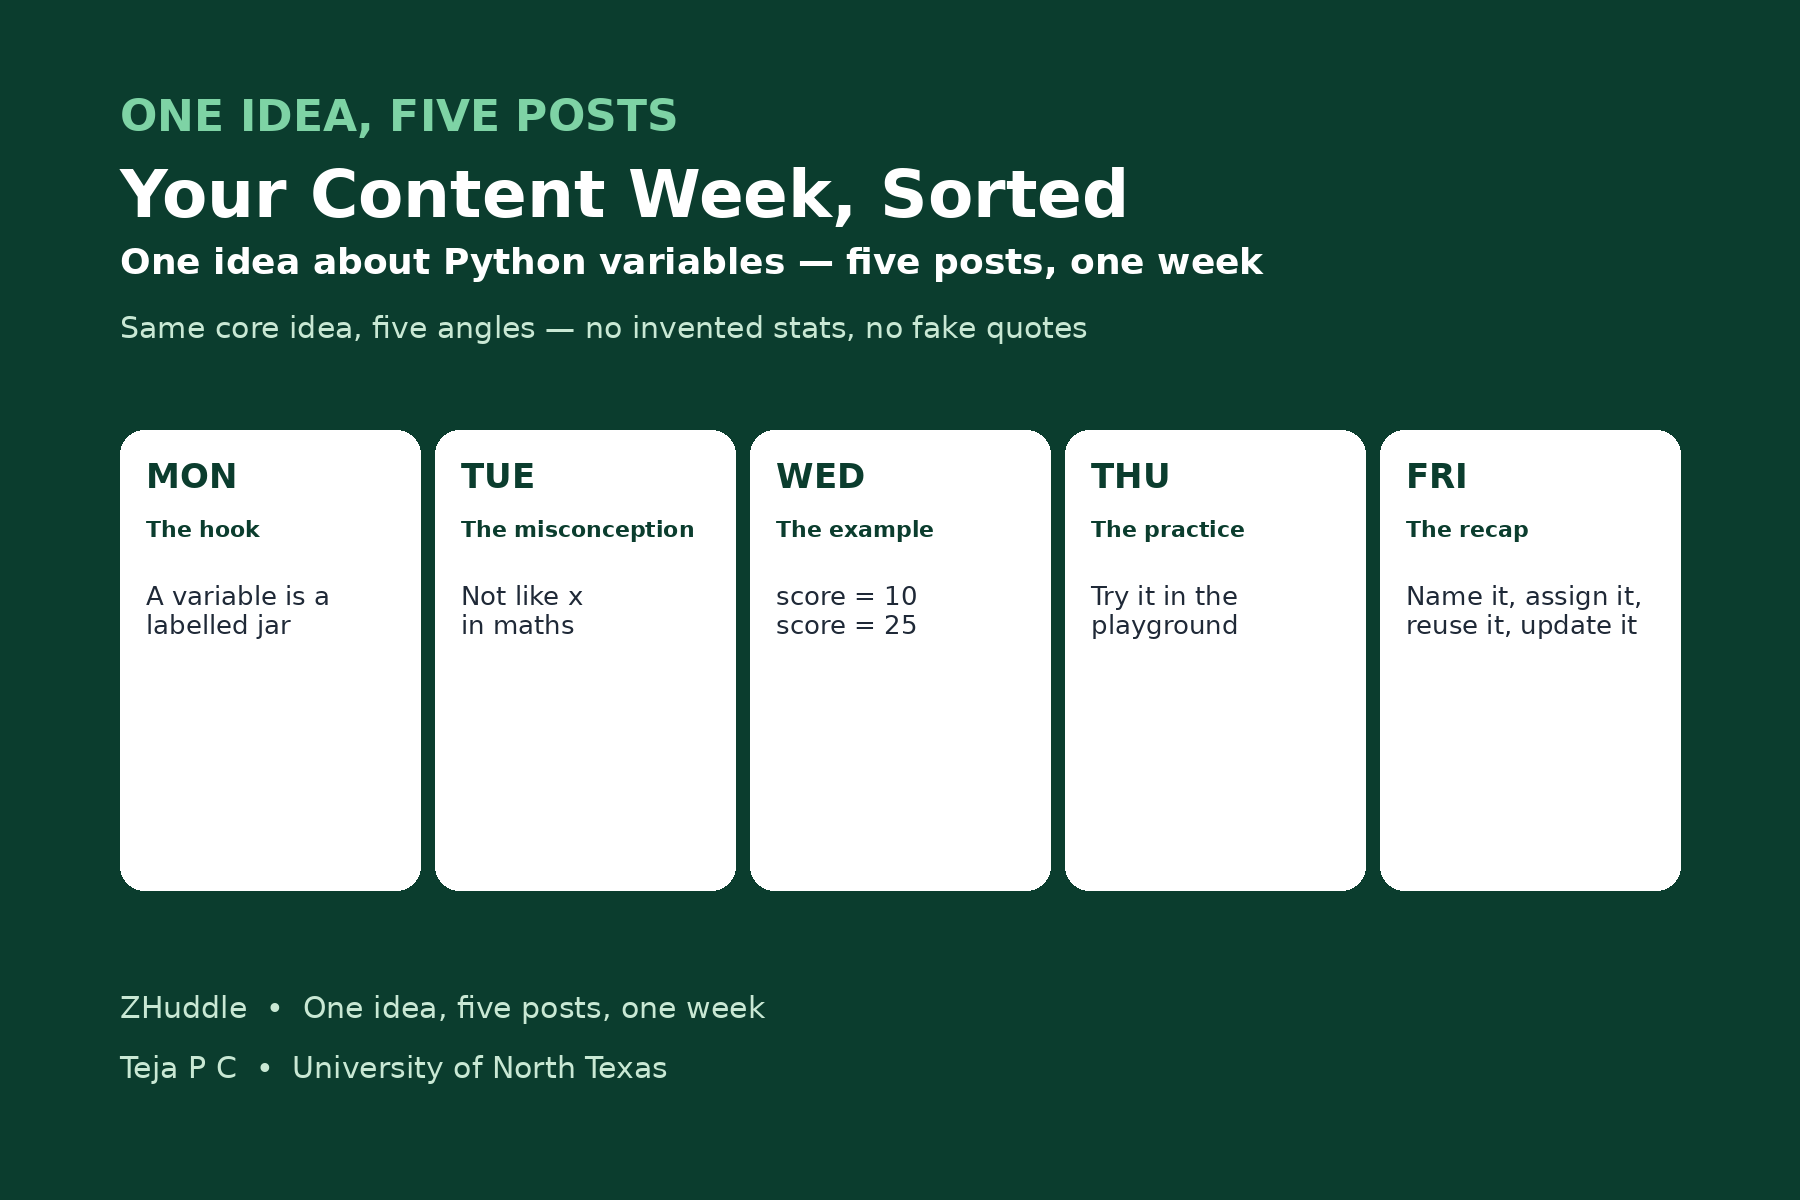 ONE IDEA, FIVE POSTS
Your Content Week, Sorted
One idea about Python variables — five posts, one week
Same core idea, five angles — no invented stats, no fake quotes
MON
The hook
A variable is a
labelled jar
TUE
The misconception
Not like x
in maths
WED
The example
score = 10
score = 25
THU
The practice
Try it in the
playground
FRI
The recap
Name it, assign it,
reuse it, update it
ZHuddle • One idea, five posts, one week
Teja P C • University of North Texas